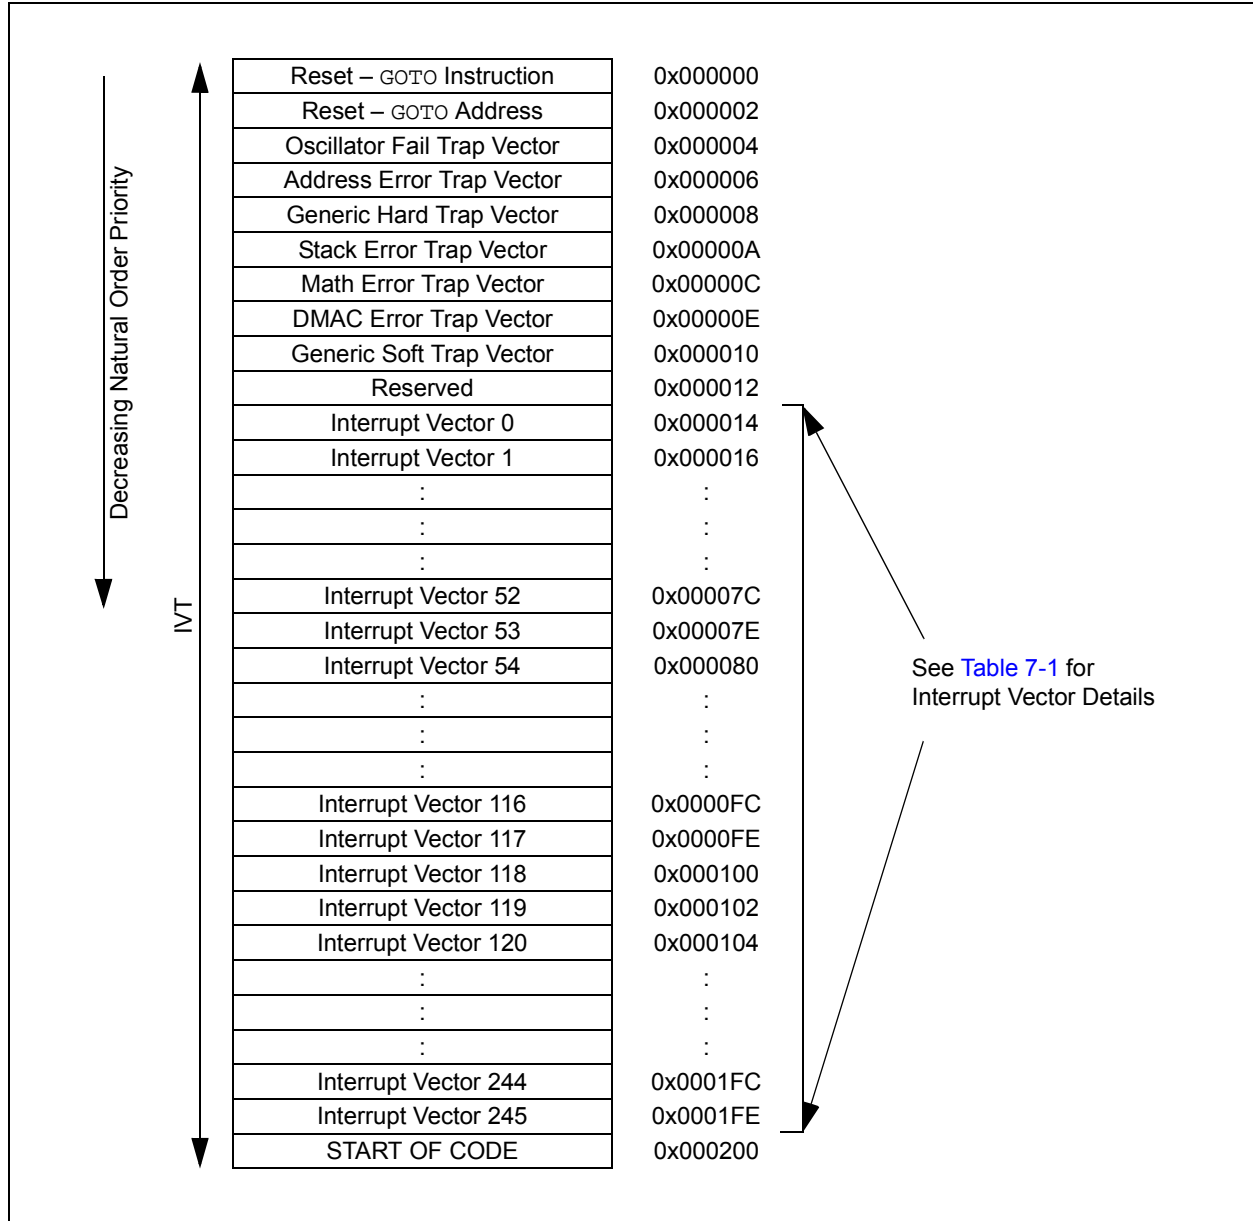 Decreasing Natural Order Priority
IVT
Reset – GOTO Instruction 0x000000
Reset – GOTO Address 0x000002
Oscillator Fail Trap Vector 0x000004
Address Error Trap Vector 0x000006
Generic Hard Trap Vector 0x000008
Stack Error Trap Vector 0x00000A
Math Error Trap Vector 0x00000C
DMAC Error Trap Vector 0x00000E
Generic Soft Trap Vector 0x000010
Reserved 0x000012
Interrupt Vector 0 0x000014
Interrupt Vector 1 0x000016
: :
: :
: :
Interrupt Vector 52 0x00007C
Interrupt Vector 53 0x00007E
Interrupt Vector 54 0x000080
: :
: :
: :
Interrupt Vector 116 0x0000FC
Interrupt Vector 117 0x0000FE
Interrupt Vector 118 0x000100
Interrupt Vector 119 0x000102
Interrupt Vector 120 0x000104
: :
: :
: :
Interrupt Vector 244 0x0001FC
Interrupt Vector 245 0x0001FE
START OF CODE 0x000200
See Table 7-1 for
Interrupt Vector Details